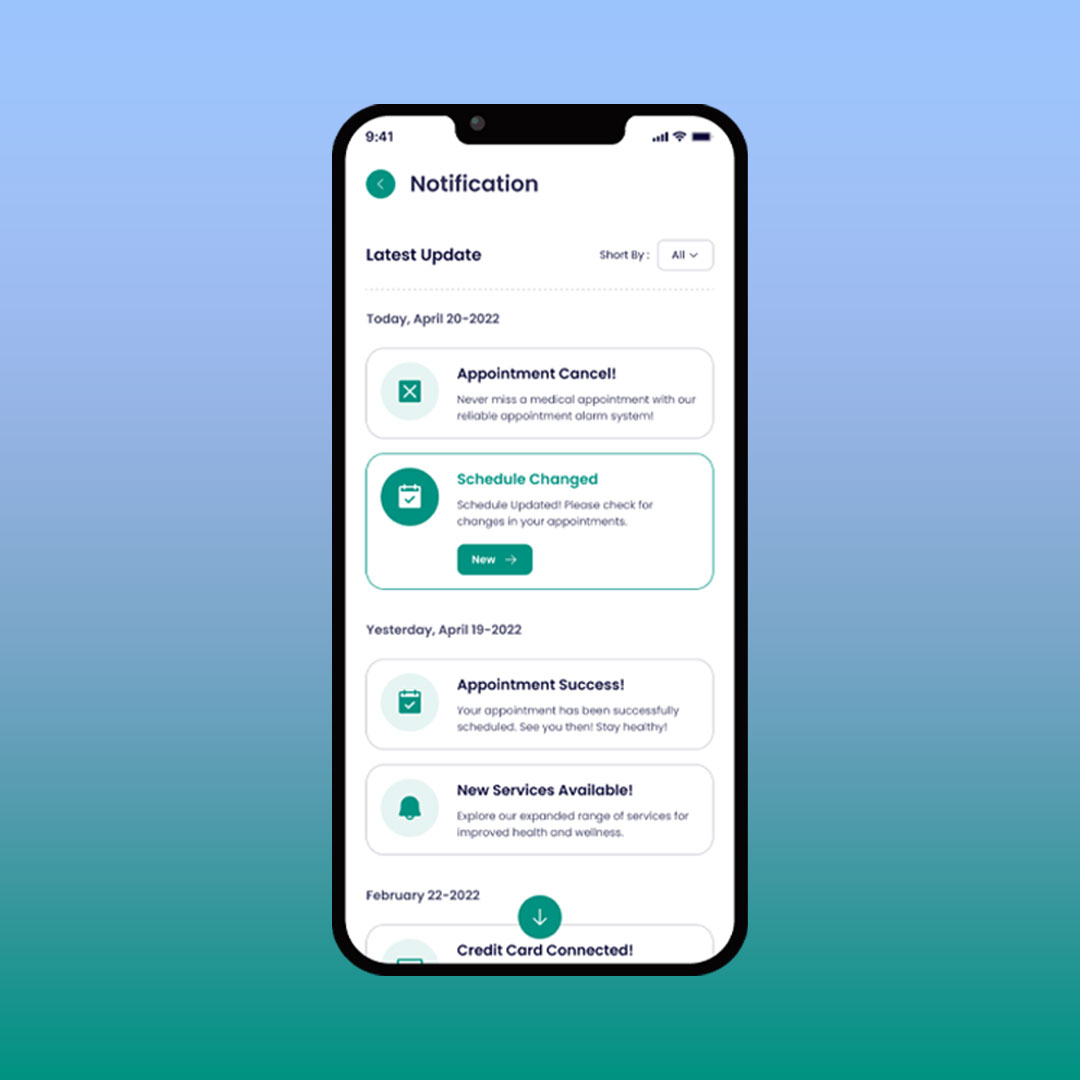 9:41
Notification
Latest Update
Short By :
All
Today, April 20-2022
Appointment Cancel!
Never miss a medical appointment with our
reliable appointment alarm system!
Schedule Changed
Schedule Updated! Please check for
changes in your appointments.
New
Yesterday, April 19-2022
Appointment Success!
Your appointment has been successfully
scheduled. See you then! Stay healthy!
New Services Available!
Explore our expanded range of services for
improved health and wellness.
February 22-2022
Credit Card Connected!